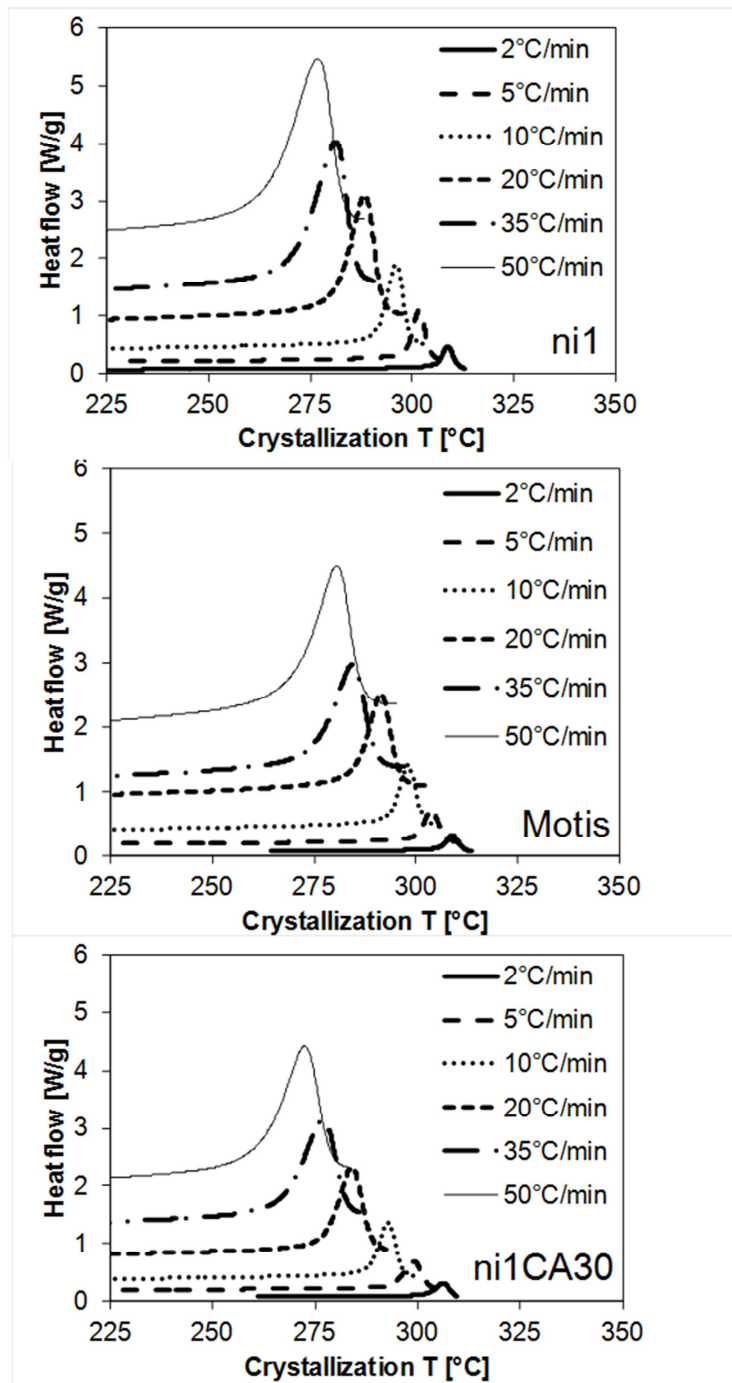 6
5
4
3
2
1
0
Heat flow [W/g]
2°C/min
5°C/min
10°C/min
20°C/min
35°C/min
50°C/min
ni1
225 250 275 300 325 350
Crystallization T [°C]
6
5
4
3
2
1
0
Heat flow [W/g]
2°C/min
5°C/min
10°C/min
20°C/min
35°C/min
50°C/min
Motis
225 250 275 300 325 350
Crystallization T [°C]
6
5
4
3
2
1
0
Heat flow [W/g]
2°C/min
5°C/min
10°C/min
20°C/min
35°C/min
50°C/min
ni1CA30
225 250 275 300 325 350
Crystallization T [°C]